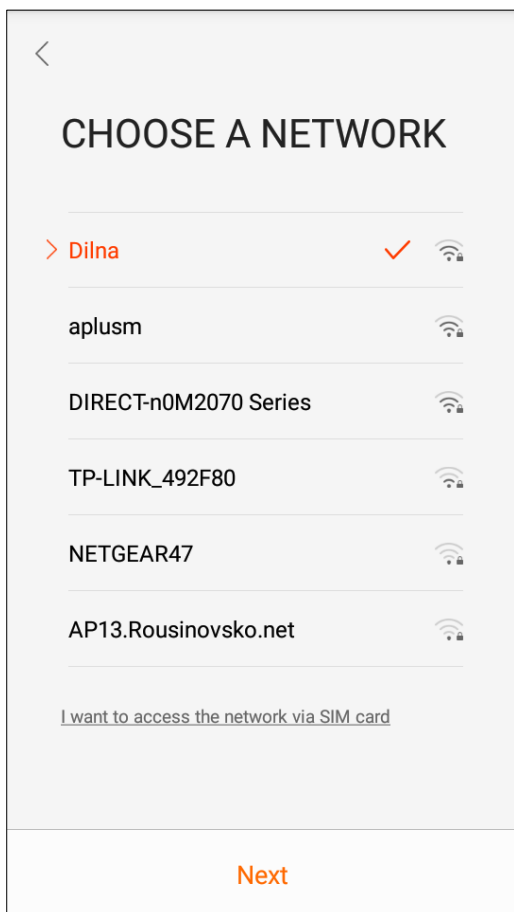 CHOOSE A NETWORK
Dilna
aplusm
DIRECT-n0M2070 Series
TP-LINK_492F80
NETGEAR47
AP13.Rousinovsko.net
I want to access the network via SIM card
Next